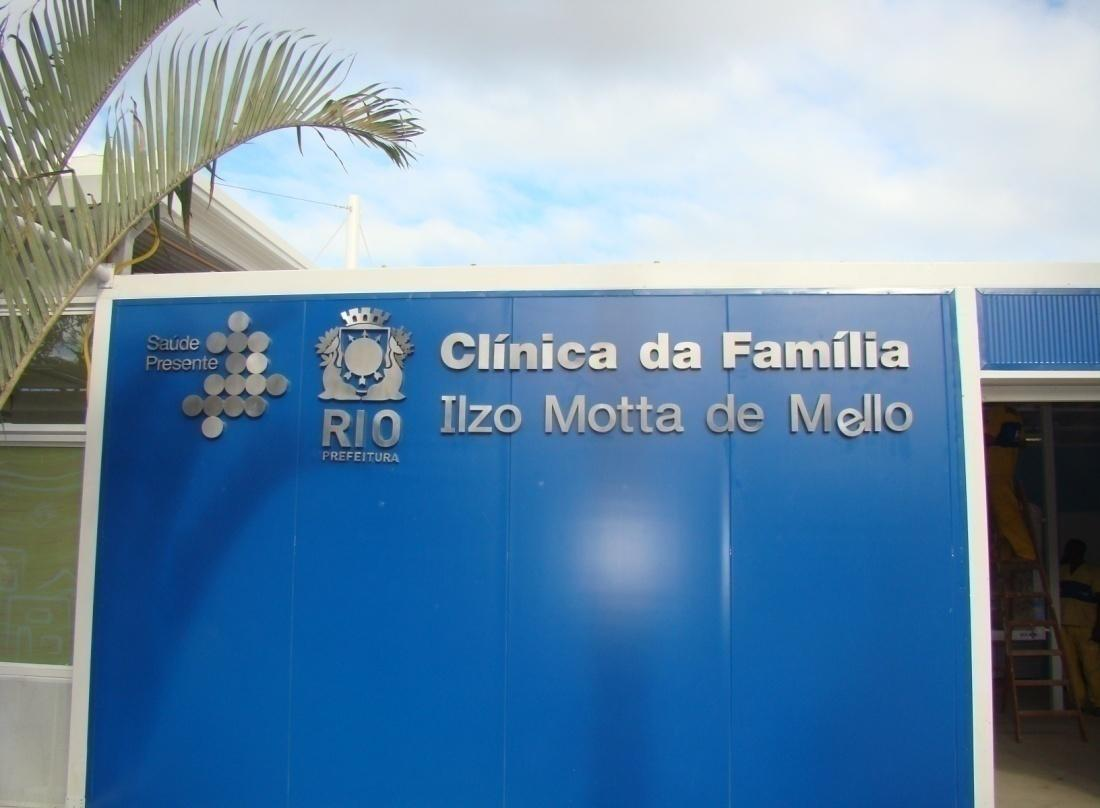 Saúde
Presente
RIO
PREFEITURA
Clínica da Família
Ilzo Motta de Mello